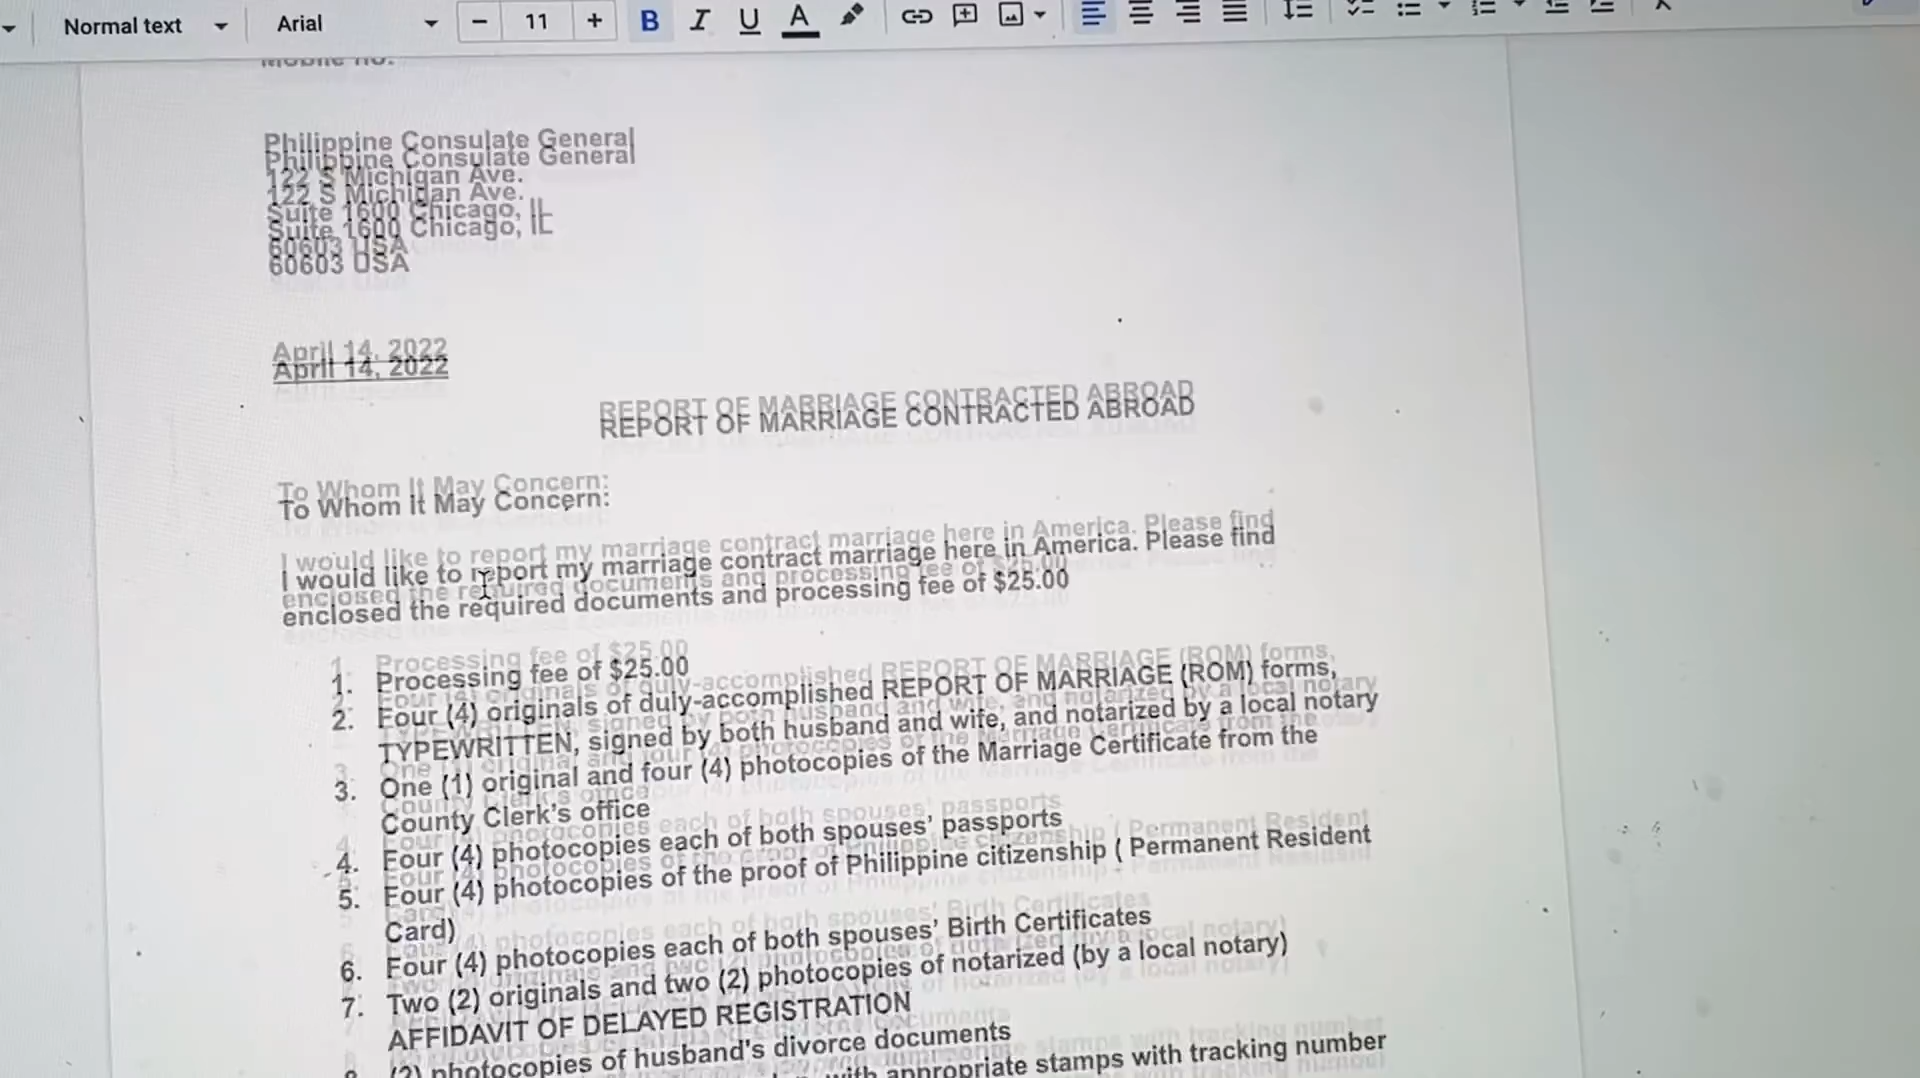 Normal text
Arial
11
B
I
U
A
Mobile no.
Philippine Consulate General
122 S Michigan Ave.
Suite 1600 Chicago, IL
60603 USA
April 14, 2022
REPORT OF MARRIAGE CONTRACTED ABROAD
To Whom It May Concern:
I would like to report my marriage contract marriage here in America. Please find
enclosed the required documents and processing fee of $25.00
1. Processing fee of $25.00
2. Four (4) originals of duly-accomplished REPORT OF MARRIAGE (ROM) forms,
TYPEWRITTEN, signed by both husband and wife, and notarized by a local notary
3. One (1) original and four (4) photocopies of the Marriage Certificate from the
County Clerk's office
4. Four (4) photocopies each of both spouses' passports
5. Four (4) photocopies of the proof of Philippine citizenship ( Permanent Resident
Card)
6. Four (4) photocopies each of both spouses' Birth Certificates
7. Two (2) originals and two (2) photocopies of notarized (by a local notary)
AFFIDAVIT OF DELAYED REGISTRATION
8. (2) photocopies of husband's divorce documents
with appropriate stamps with tracking number